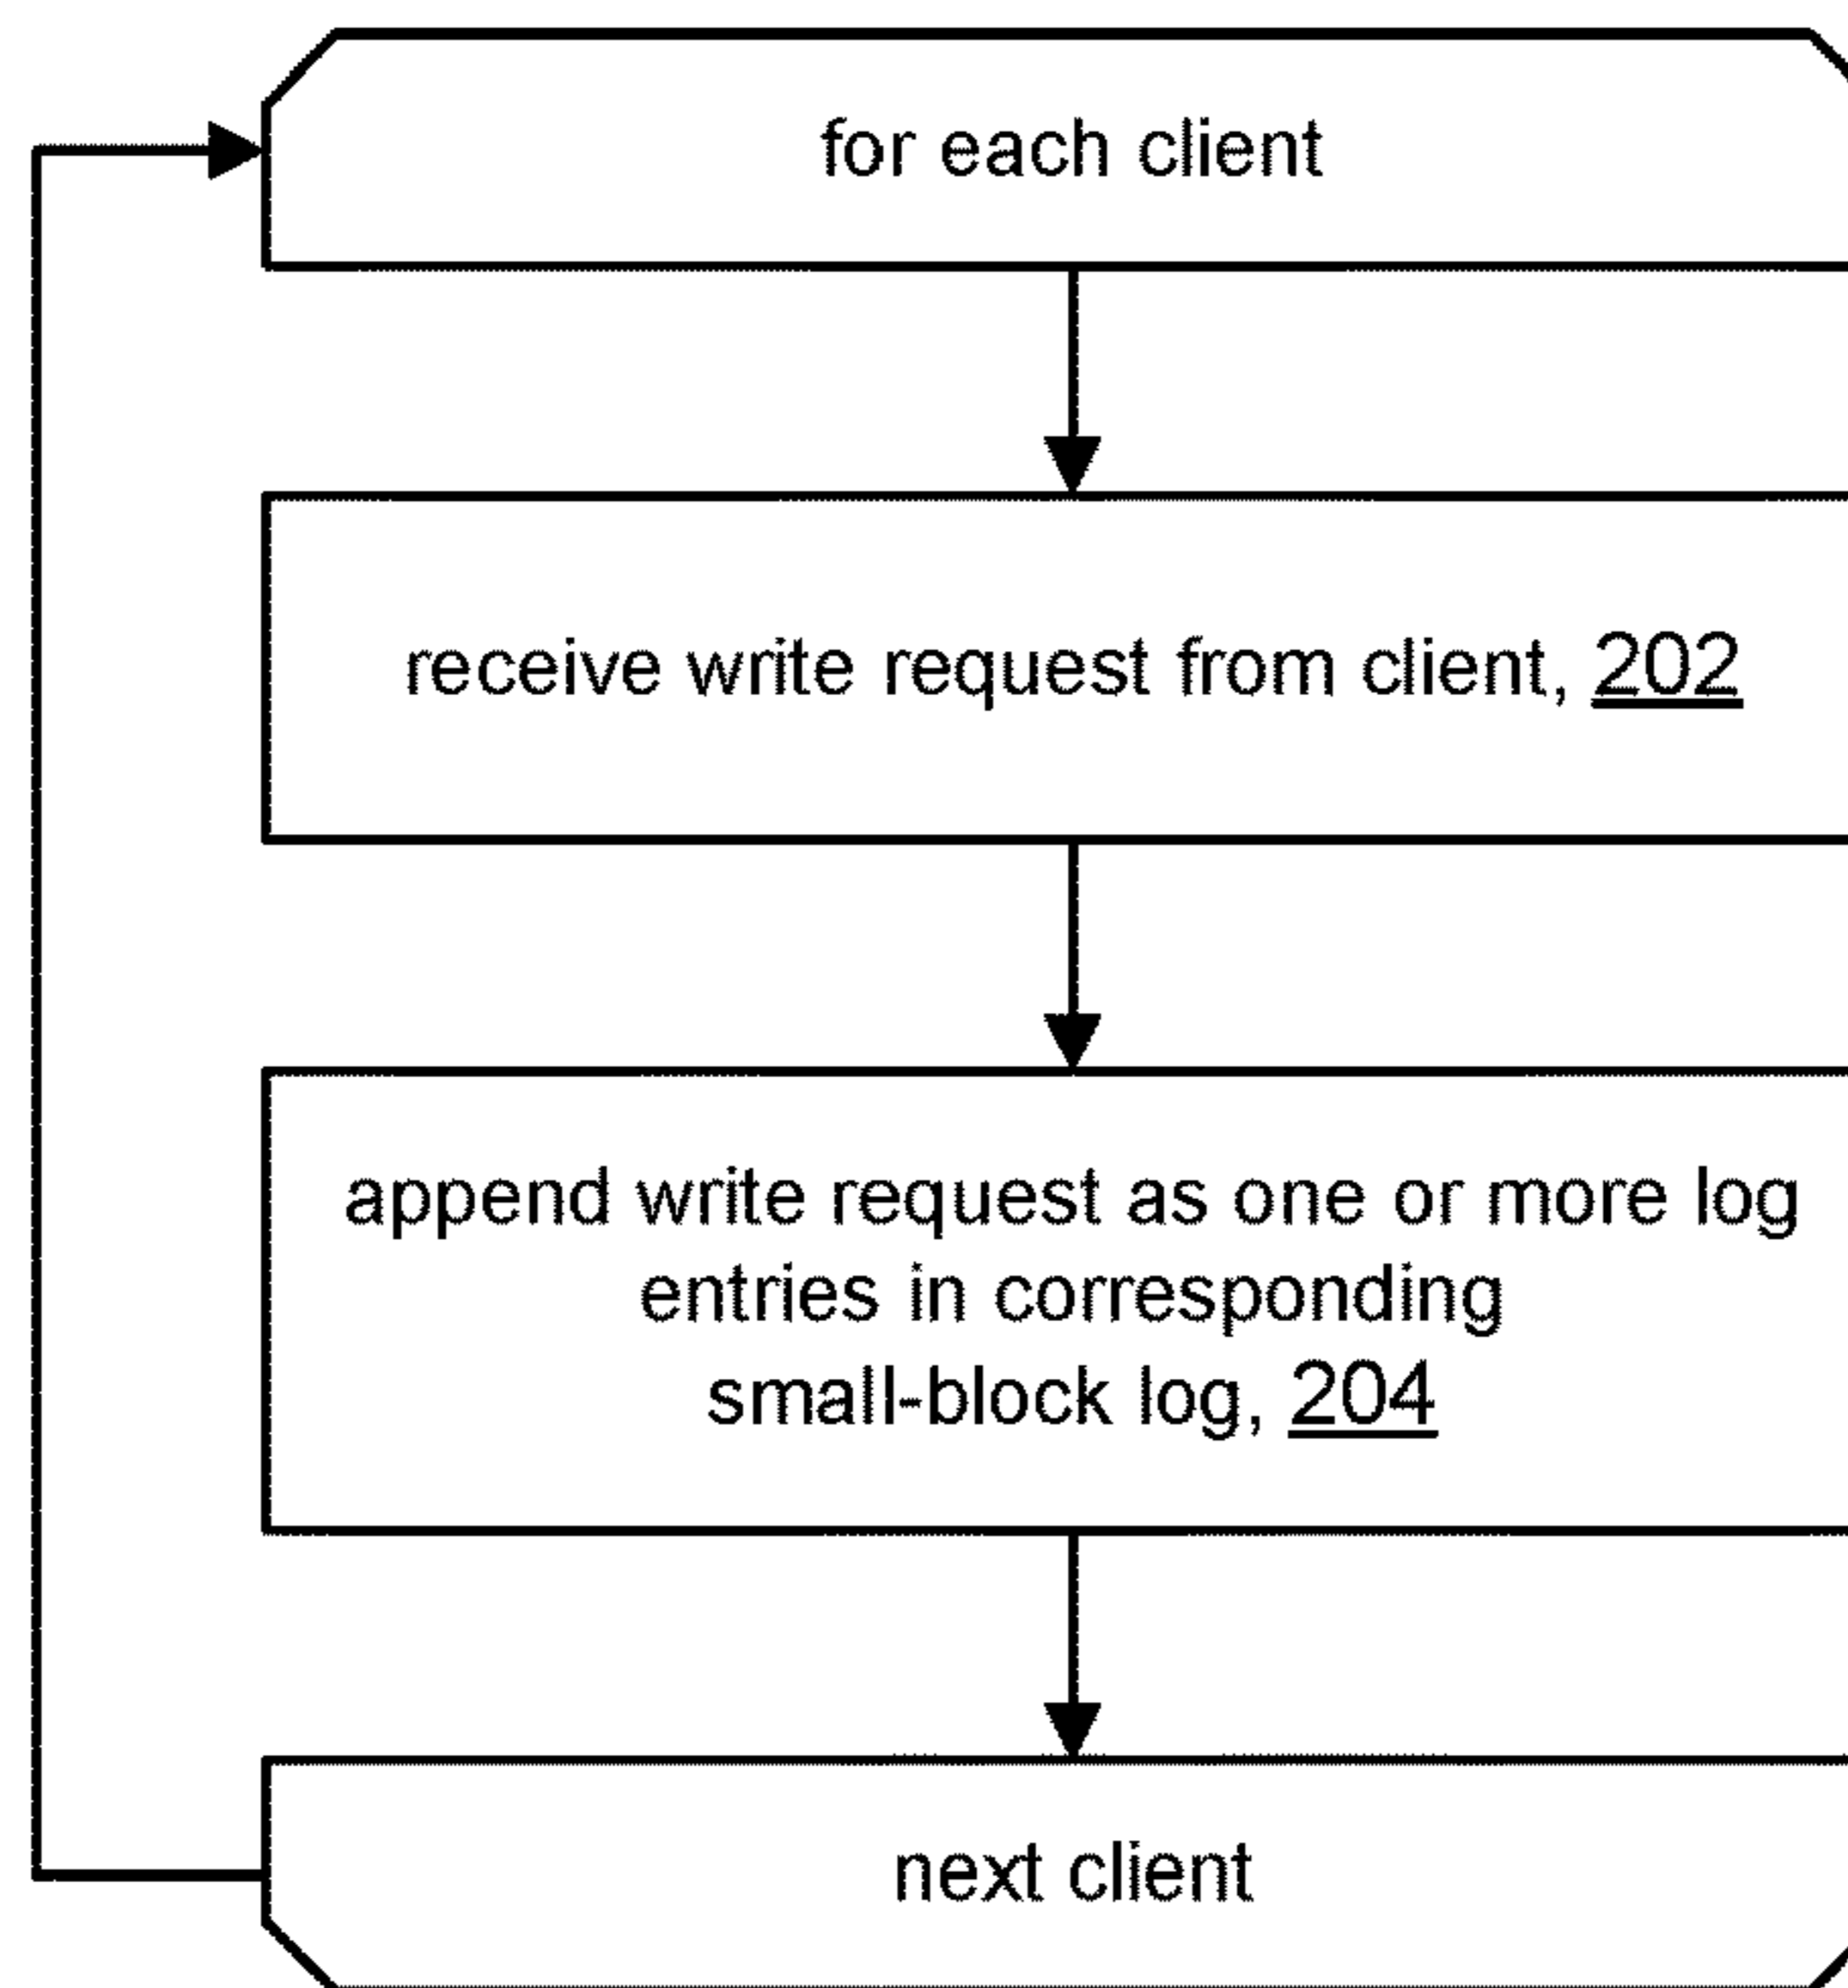 for each client
receive write request from client, 202
append write request as one or more log
entries in corresponding
small-block log, 204
next client